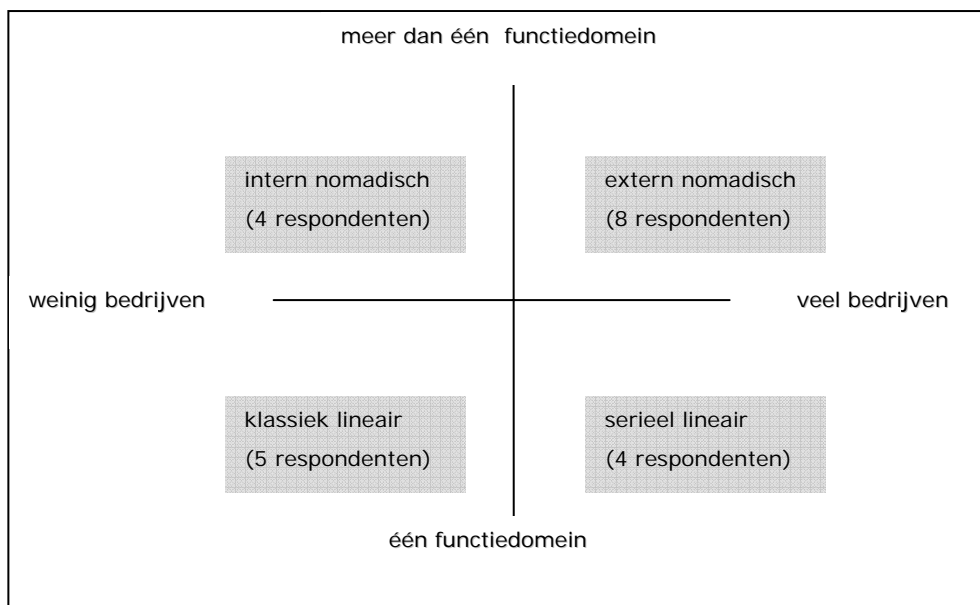 meer dan één functiedomein
intern nomadisch
(4 respondenten)
extern nomadisch
(8 respondenten)
weinig bedrijven
veel bedrijven
klassiek lineair
(5 respondenten)
serieel lineair
(4 respondenten)
één functiedomein